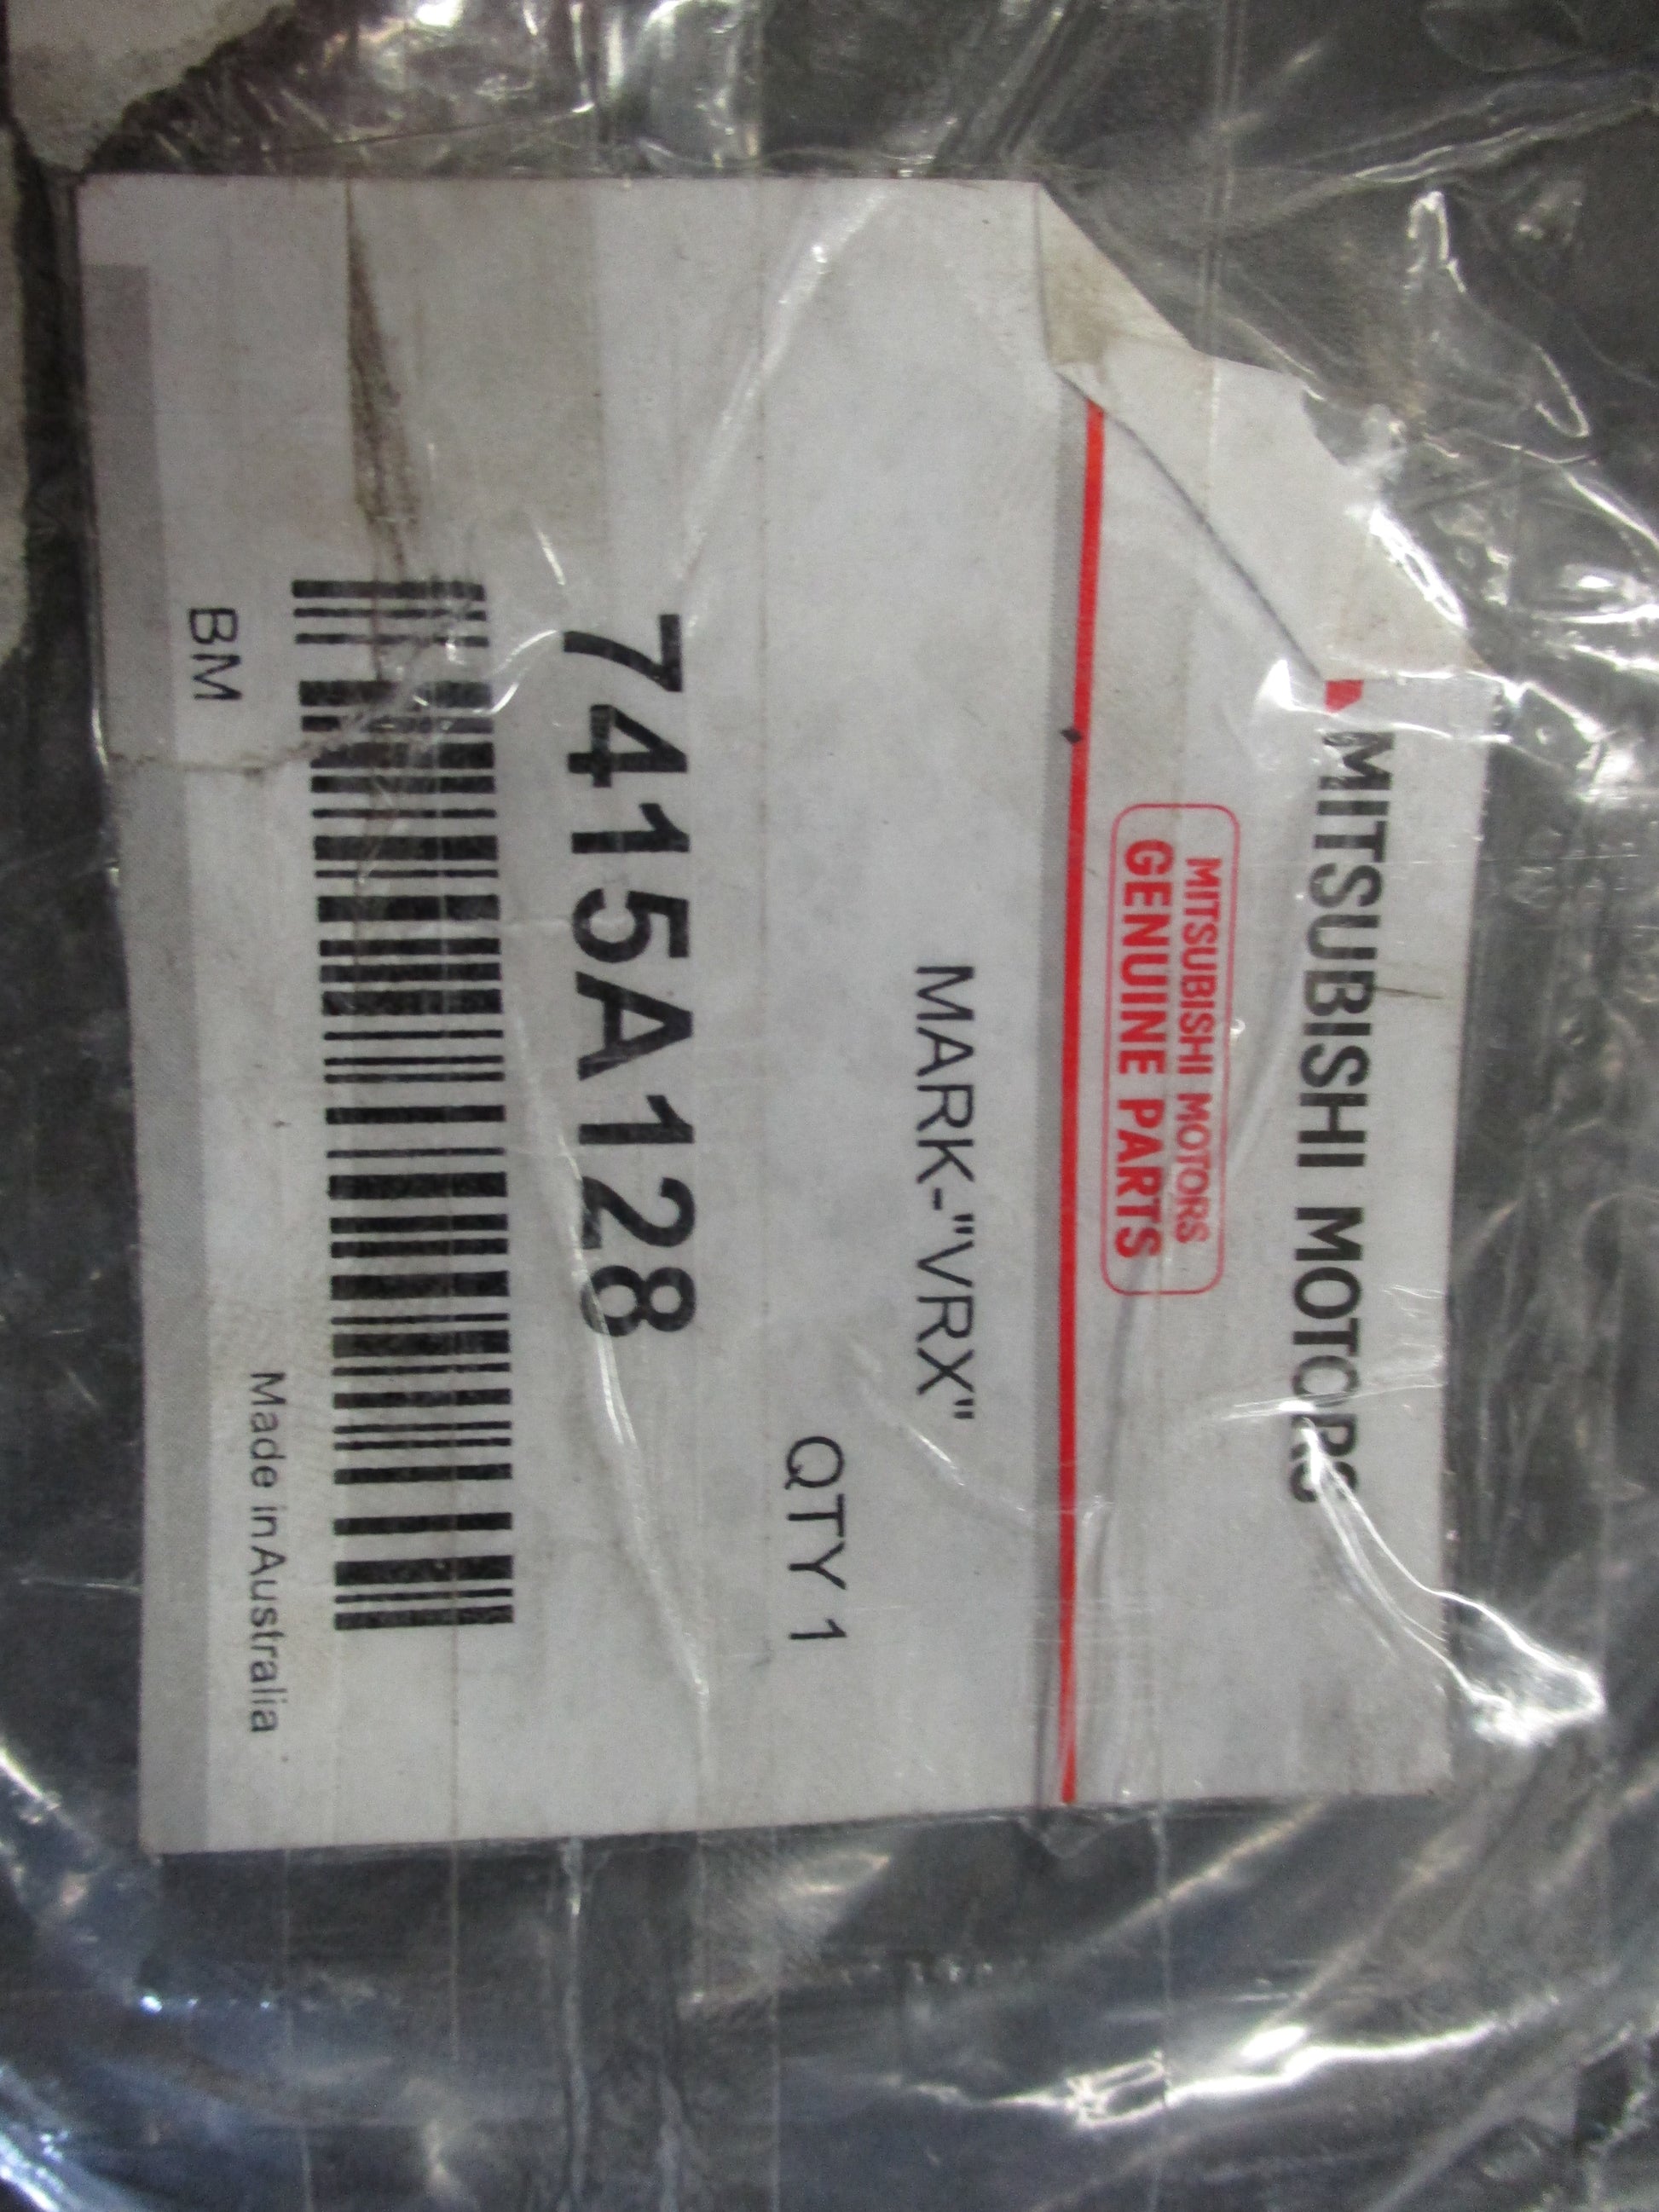 MITSUBISHI MOTORS
MITSUBISHI MOTORS
GENUINE PARTS
MARK-"VRX"
QTY 1
7415A128
Made in Australia
BM